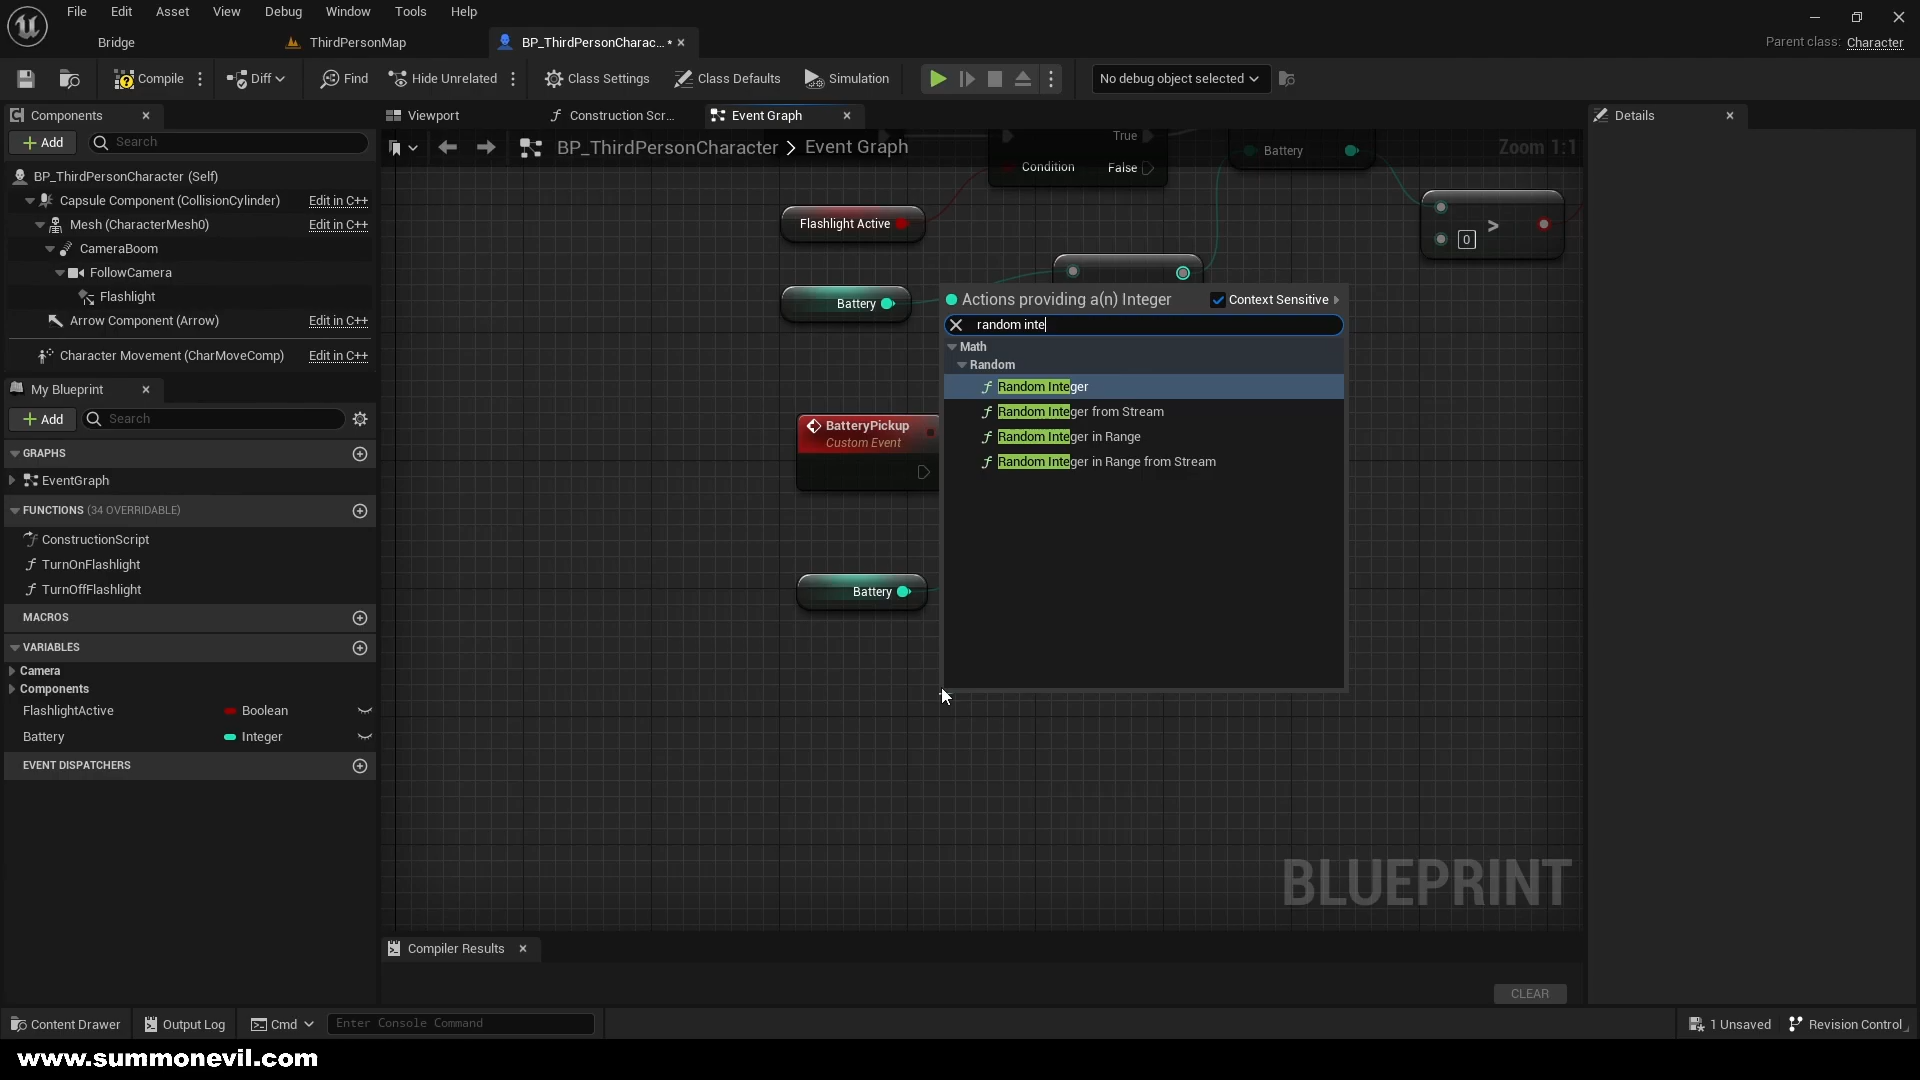 File Edit Asset View Debug Window Tools Help
Bridge ThirdPersonMap BP_ThirdPersonCharac... * Parent class: Character
Compile Diff Find Hide Unrelated Class Settings Class Defaults Simulation No debug object selected
Components
Add Search
BP_ThirdPersonCharacter (Self)
Capsule Component (CollisionCylinder) Edit in C++
Mesh (CharacterMesh0) Edit in C++
CameraBoom
FollowCamera
Flashlight
Arrow Component (Arrow) Edit in C++
Character Movement (CharMoveComp) Edit in C++
My Blueprint
Add Search
GRAPHS
EventGraph
FUNCTIONS (34 OVERRIDABLE)
ConstructionScript
TurnOnFlashlight
TurnOffFlashlight
MACROS
VARIABLES
Camera
Components
FlashlightActive Boolean
Battery Integer
EVENT DISPATCHERS
Viewport Construction Scr... Event Graph
BP_ThirdPersonCharacter > Event Graph
Zoom 1:1
True
Condition False
Battery
Flashlight Active
0 >
Battery
Actions providing a(n) Integer Context Sensitive
random inte
Math
Random
Random Integer
Random Integer from Stream
Random Integer in Range
Random Integer in Range from Stream
BatteryPickup
Custom Event
Battery
BLUEPRINT
Details
Compiler Results
CLEAR
Content Drawer Output Log Cmd Enter Console Command 1 Unsaved Revision Control
www.summonevil.com